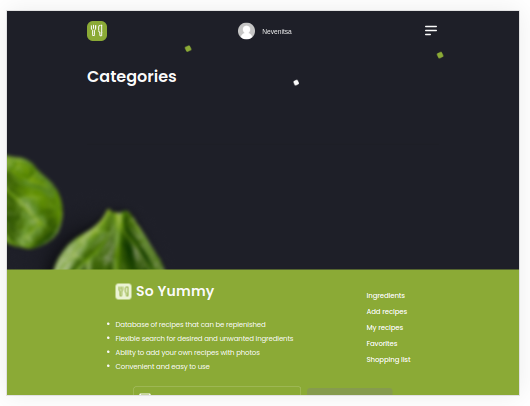 Nevenitsa
Categories
So Yummy
Database of recipes that can be replenished
Flexible search for desired and unwanted ingredients
Ability to add your own recipes with photos
Convenient and easy to use
Ingredients
Add recipes
My recipes
Favorites
Shopping list